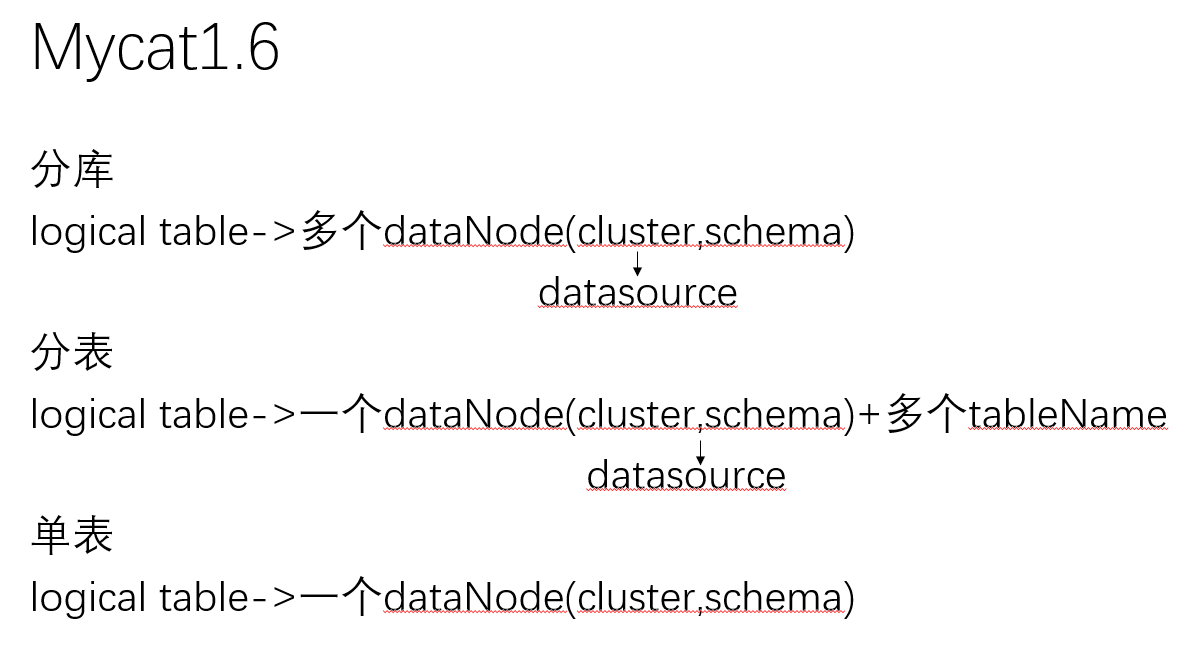 Mycat1.6
分库
logical table->多个dataNode(cluster,schema)
datasource
分表
logical table->一个dataNode(cluster,schema)+多个tableName
datasource
单表
logical table->一个dataNode(cluster,schema)